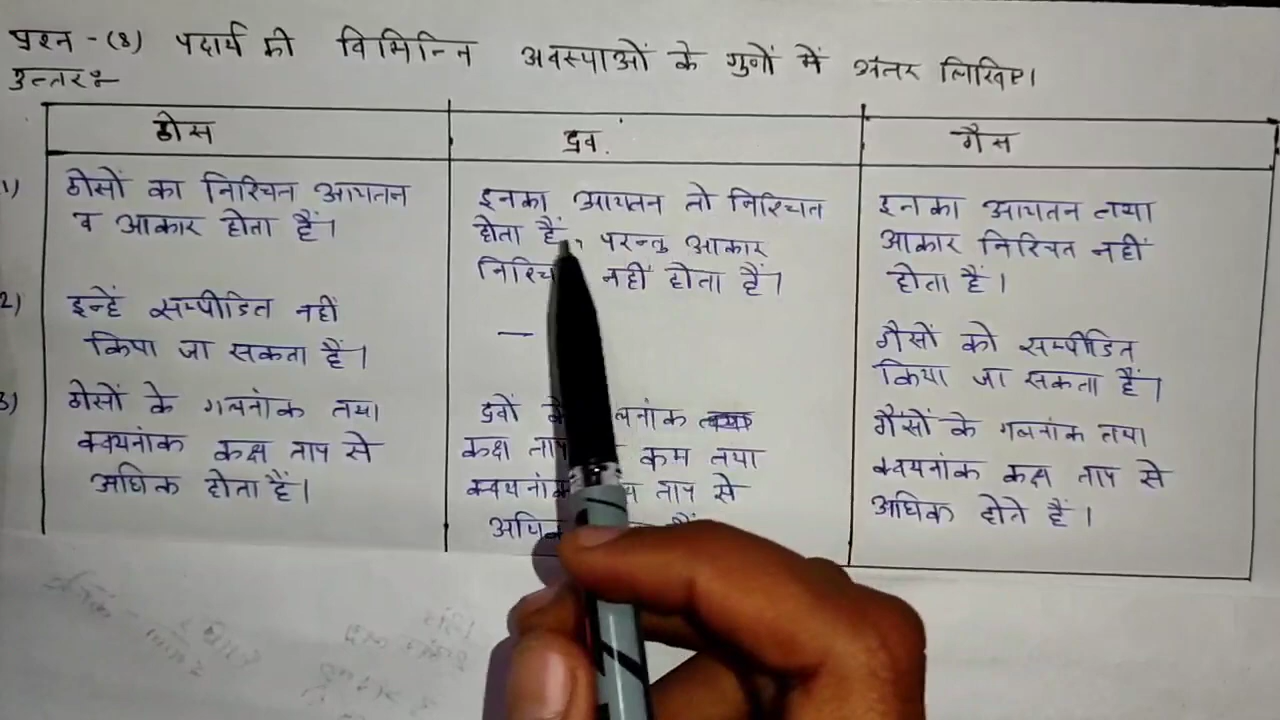 प्रश्न -(8) पदार्थ की विभिन्नि अवस्थाओं के गुणों में अंतर लिखिए।
उत्तर:-
ठोस
द्रव.
गैस
1)
ठोसों का निश्चित आयतन
व आकार होता हैं।
इनका आयतन तो निश्चित
होता हैं, परन्तु आकार
नहीं होता हैं।
इनका आयतन तथा
आकार निश्चित नहीं
होता हैं।
2)
इन्हें सम्पीडित नहीं
किया जा सकता हैं।
—
गैसों को सम्पीडित
किया जा सकता हैं।
3)
ठोसों के गलनांक तथा
क्वथनांक कक्ष ताप से
अधिक होता हैं।
द्रवों
कक्ष कम तथा
ताप से
गैसों के गलनांक तथा
क्वथनांक कक्ष ताप से
अधिक होते हैं।